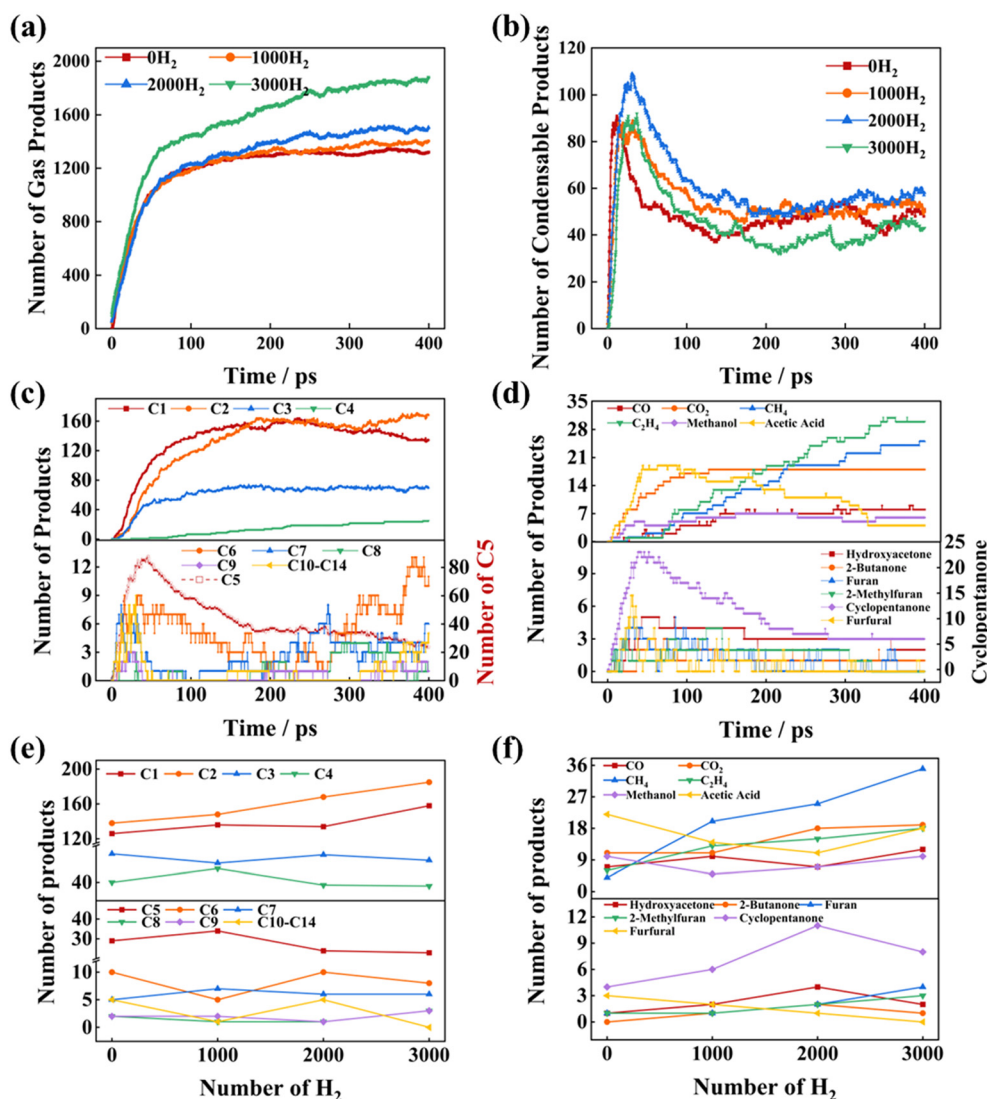 (a)
0H2 1000H2
2000H2 3000H2
2000
1600
1200
800
400
0
Number of Gas Products
0 100 200 300 400
Time / ps
(b)
0H2
1000H2
2000H2
3000H2
120
100
80
60
40
20
0
Number of Condensable Products
0 100 200 300 400
Time / ps
(c)
C1 C2 C3 C4
160
120
80
40
0
C6 C7 C8
C9 C10-C14
C5
12
9
6
3
0
80
60
40
20
0
Number of Products
Number of C5
0 100 200 300 400
Time / ps
(d)
CO CO2 CH4
C2H4 Methanol Acetic Acid
35
28
21
14
7
0
Hydroxyacetone
2-Butanone
Furan
2-Methylfuran
Cyclopentanone
Furfural
9
6
3
0
25
20
15
10
5
0
Number of Products
Cyclopentanone
0 100 200 300 400
Time / ps
(e)
C1 C2 C3 C4
200
160
120
40
C5 C6 C7
C8 C9 C10-C14
40
30
10
5
0
Number of products
0 1000 2000 3000
Number of H2
(f)
CO CO2
CH4 C2H4
Methanol Acetic Acid
36
27
18
9
0
Hydroxyacetone 2-Butanone Furan
2-Methylfuran Cyclopentanone
Furfural
12
9
6
3
0
Number of products
0 1000 2000 3000
Number of H2